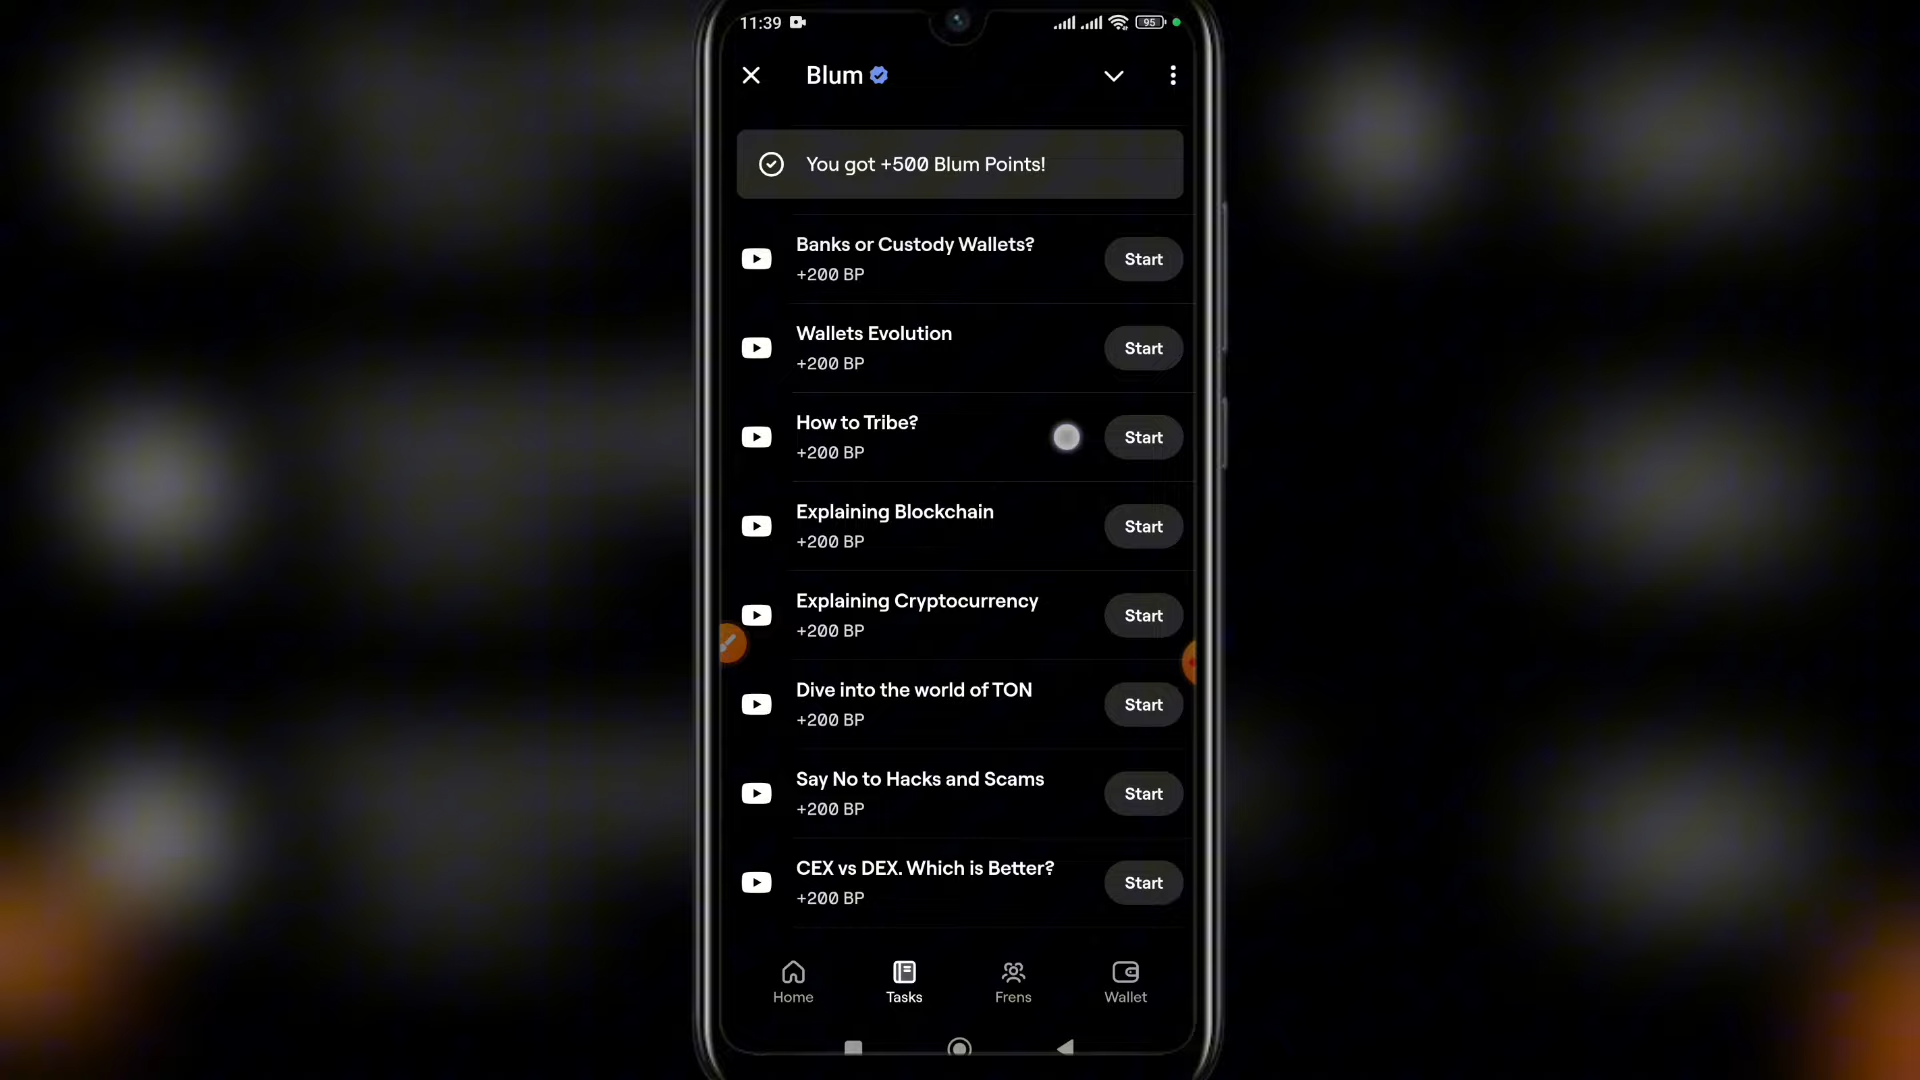 11:39
95
Blum
You got +500 Blum Points!
Banks or Custody Wallets?
+200 BP
Start
Wallets Evolution
+200 BP
Start
How to Tribe?
+200 BP
Start
Explaining Blockchain
+200 BP
Start
Explaining Cryptocurrency
+200 BP
Start
Dive into the world of TON
+200 BP
Start
Say No to Hacks and Scams
+200 BP
Start
CEX vs DEX. Which is Better?
+200 BP
Start
Home
Tasks
Frens
Wallet